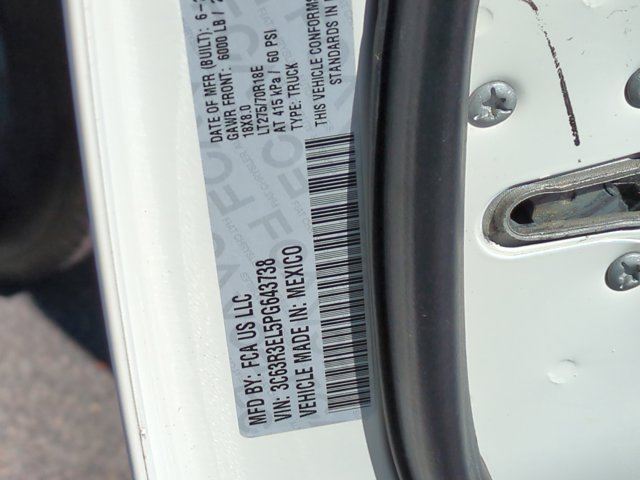 MFD BY: FCA US LLC
DATE OF MFR (BUILT): 6-
GAWR FRONT: 6000 LB /
18X8.0
LT275/70R18E
AT 415 kPa / 60 PSI
TYPE: TRUCK
VIN: 3C63R3EL5PG643738
VEHICLE MADE IN: MEXICO
THIS VEHICLE CONFORMS
STANDARDS IN